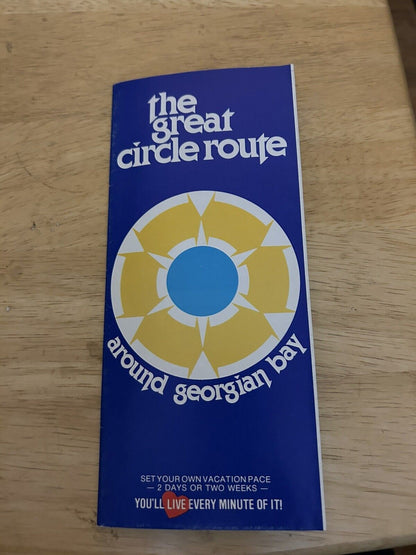 the
great
circle route
around georgian bay
SET YOUR OWN VACATION PACE
— 2 DAYS OR TWO WEEKS —
YOU'LL LIVE EVERY MINUTE OF IT!